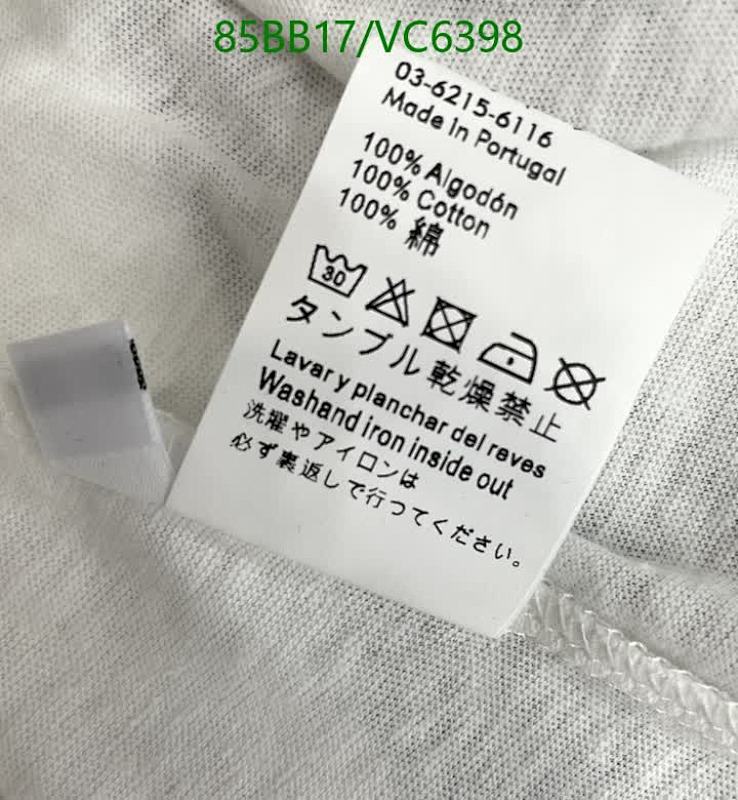 85BB17/VC6398
03-6215-6116
Made in Portugal
100% Algodón
100% Cotton
100% 綿
30
タンブル乾燥禁止
Lavar y planchar del reves
Washand iron inside out
洗濯やアイロンは
必ず裏返しで行ってください。